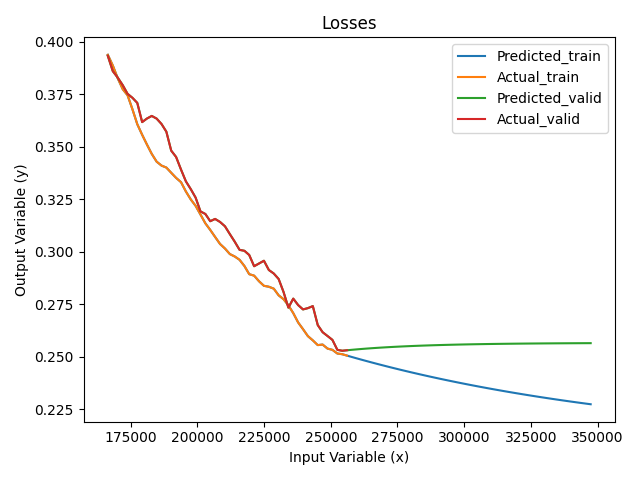 Losses
Output Variable (y)
0.400
0.375
0.350
0.325
0.300
0.275
0.250
0.225
Predicted_train
Actual_train
Predicted_valid
Actual_valid
175000 200000 225000 250000 275000 300000 325000 350000
Input Variable (x)